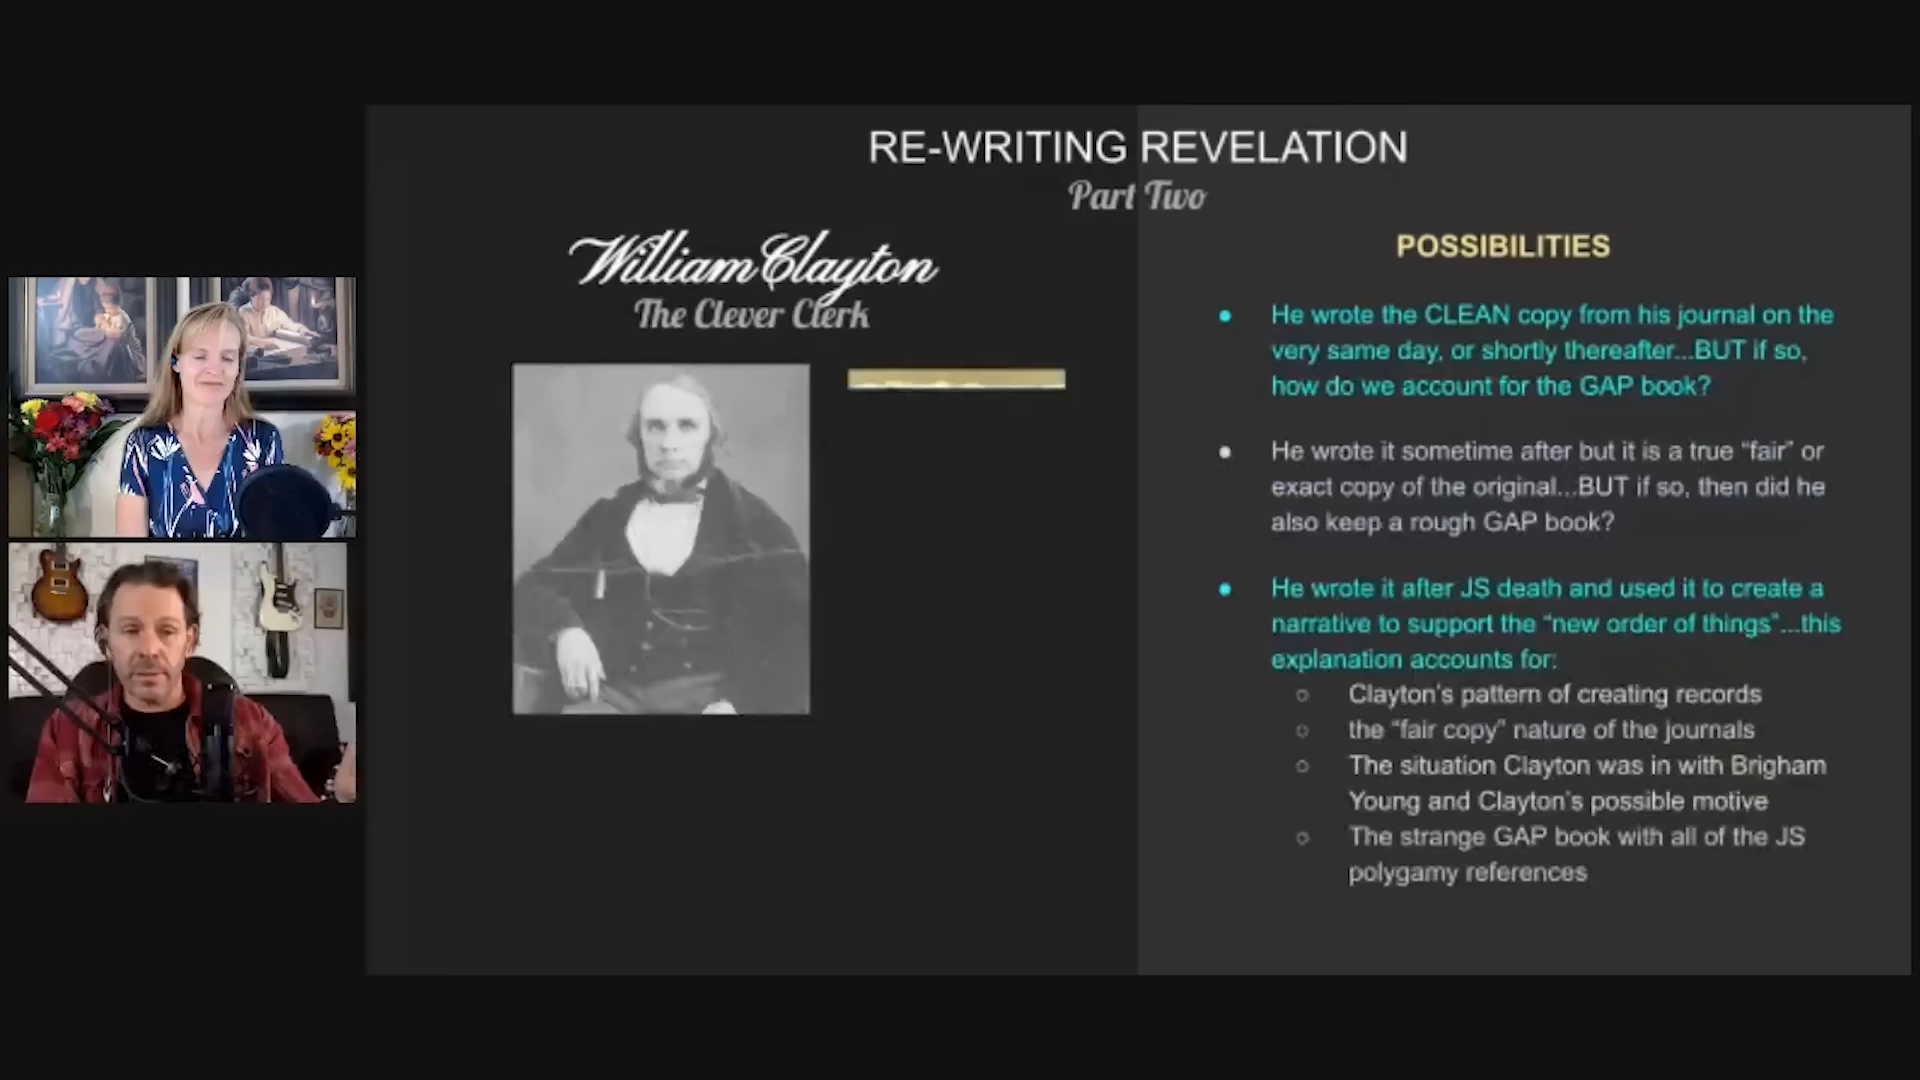 RE-WRITING REVELATION
Part Two
William Clayton
The Clever Clerk
POSSIBILITIES
• He wrote the CLEAN copy from his journal on the
very same day, or shortly thereafter...BUT if so,
how do we account for the GAP book?
• He wrote it sometime after but it is a true “fair” or
exact copy of the original...BUT if so, then did he
also keep a rough GAP book?
• He wrote it after JS death and used it to create a
narrative to support the “new order of things”...this
explanation accounts for:
○ Clayton’s pattern of creating records
○ the “fair copy” nature of the journals
○ The situation Clayton was in with Brigham
Young and Clayton’s possible motive
○ The strange GAP book with all of the JS
polygamy references